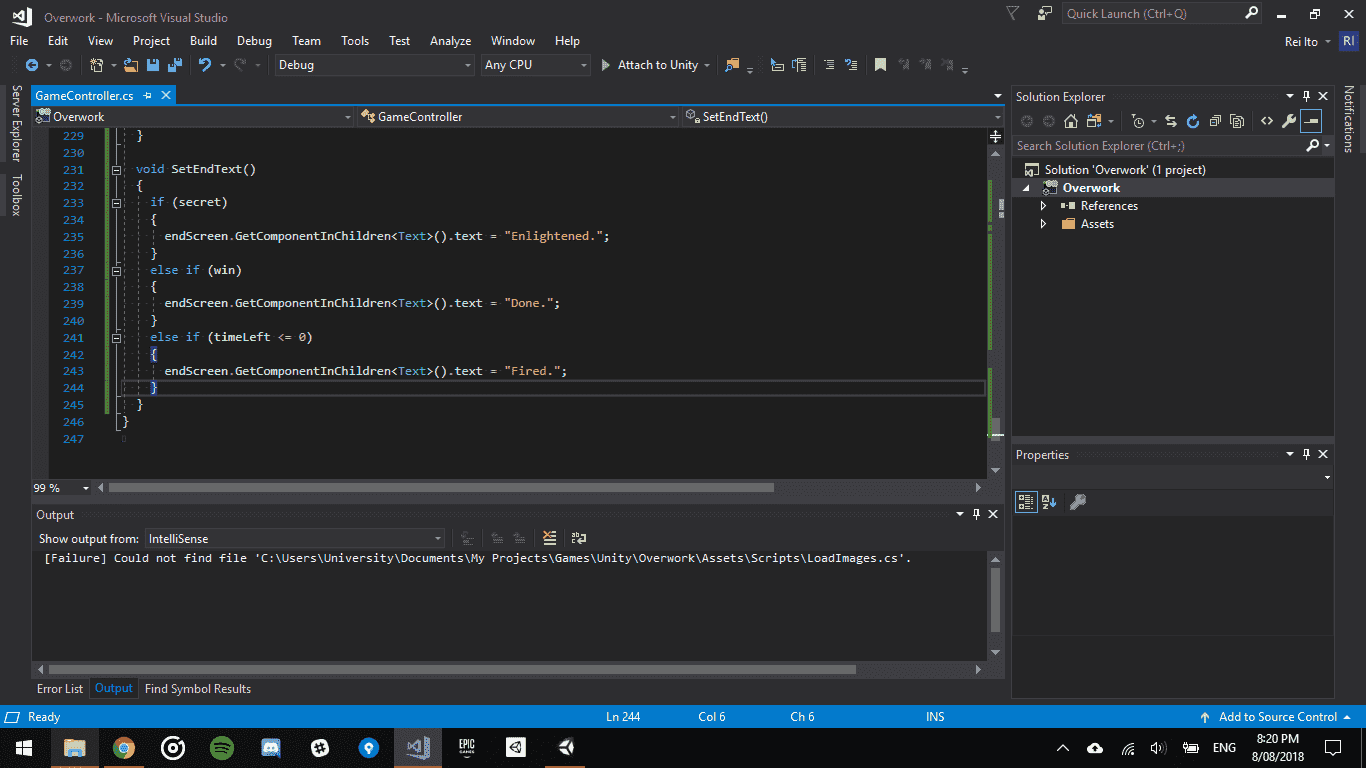 Overwork - Microsoft Visual Studio
Quick Launch (Ctrl+Q)
File Edit View Project Build Debug Team Tools Test Analyze Window Help
Rei Ito RI
Debug Any CPU Attach to Unity
Server Explorer
Toolbox
GameController.cs
Overwork GameController SetEndText()
229 }
230
231 void SetEndText()
232 {
233 if (secret)
234 {
235 endScreen.GetComponentInChildren<Text>().text = "Enlightened.";
236 }
237 else if (win)
238 {
239 endScreen.GetComponentInChildren<Text>().text = "Done.";
240 }
241 else if (timeLeft <= 0)
242 {
243 endScreen.GetComponentInChildren<Text>().text = "Fired.";
244 }
245 }
246 }
247
99 %
Output
Show output from: IntelliSense
[Failure] Could not find file 'C:\Users\University\Documents\My Projects\Games\Unity\Overwork\Assets\Scripts\LoadImages.cs'.
Error List Output Find Symbol Results
Solution Explorer
Search Solution Explorer (Ctrl+;)
Solution 'Overwork' (1 project)
Overwork
References
Assets
Properties
Notifications
Ready Ln 244 Col 6 Ch 6 INS Add to Source Control
EPIC
GAMES
ENG
8:20 PM
8/08/2018